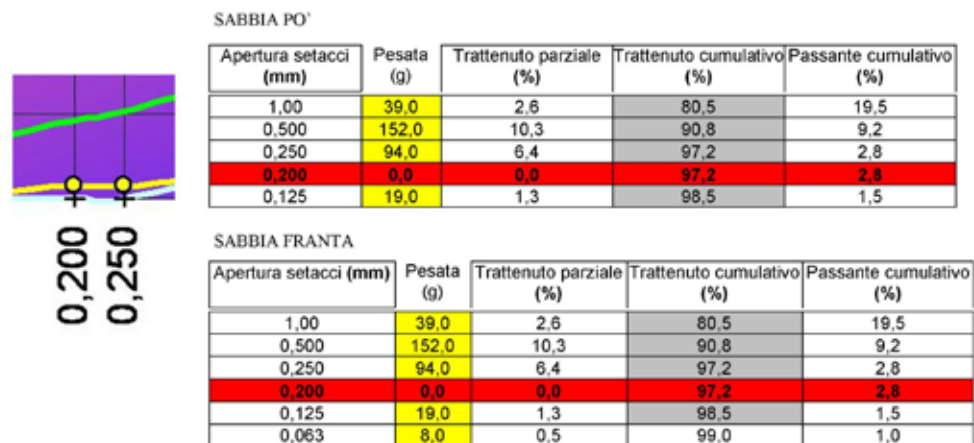 SABBIA PO'
Apertura setacci (mm) Pesata (g) Trattenuto parziale (%) Trattenuto cumulativo (%) Passante cumulativo (%)
1,00 39,0 2,6 80,5 19,5
0,500 152,0 10,3 90,8 9,2
0,250 94,0 6,4 97,2 2,8
0,200 0,0 0,0 97,2 2,8
0,125 19,0 1,3 98,5 1,5
0,200
0,250
SABBIA FRANTA
Apertura setacci (mm) Pesata (g) Trattenuto parziale (%) Trattenuto cumulativo (%) Passante cumulativo (%)
1,00 39,0 2,6 80,5 19,5
0,500 152,0 10,3 90,8 9,2
0,250 94,0 6,4 97,2 2,8
0,200 0,0 0,0 97,2 2,8
0,125 19,0 1,3 98,5 1,5
0,063 8,0 0,5 99,0 1,0